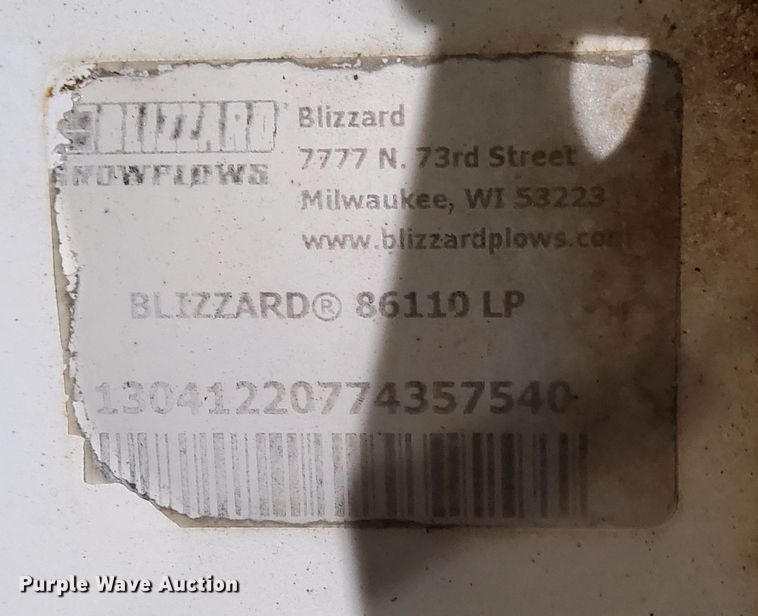 BLIZZARD
SNOWPLOWS
Blizzard
7777 N. 73rd Street
Milwaukee, WI 53223
www.blizzardplows.com
BLIZZARD® 86110 LP
13041220774357540
Purple Wave Auction